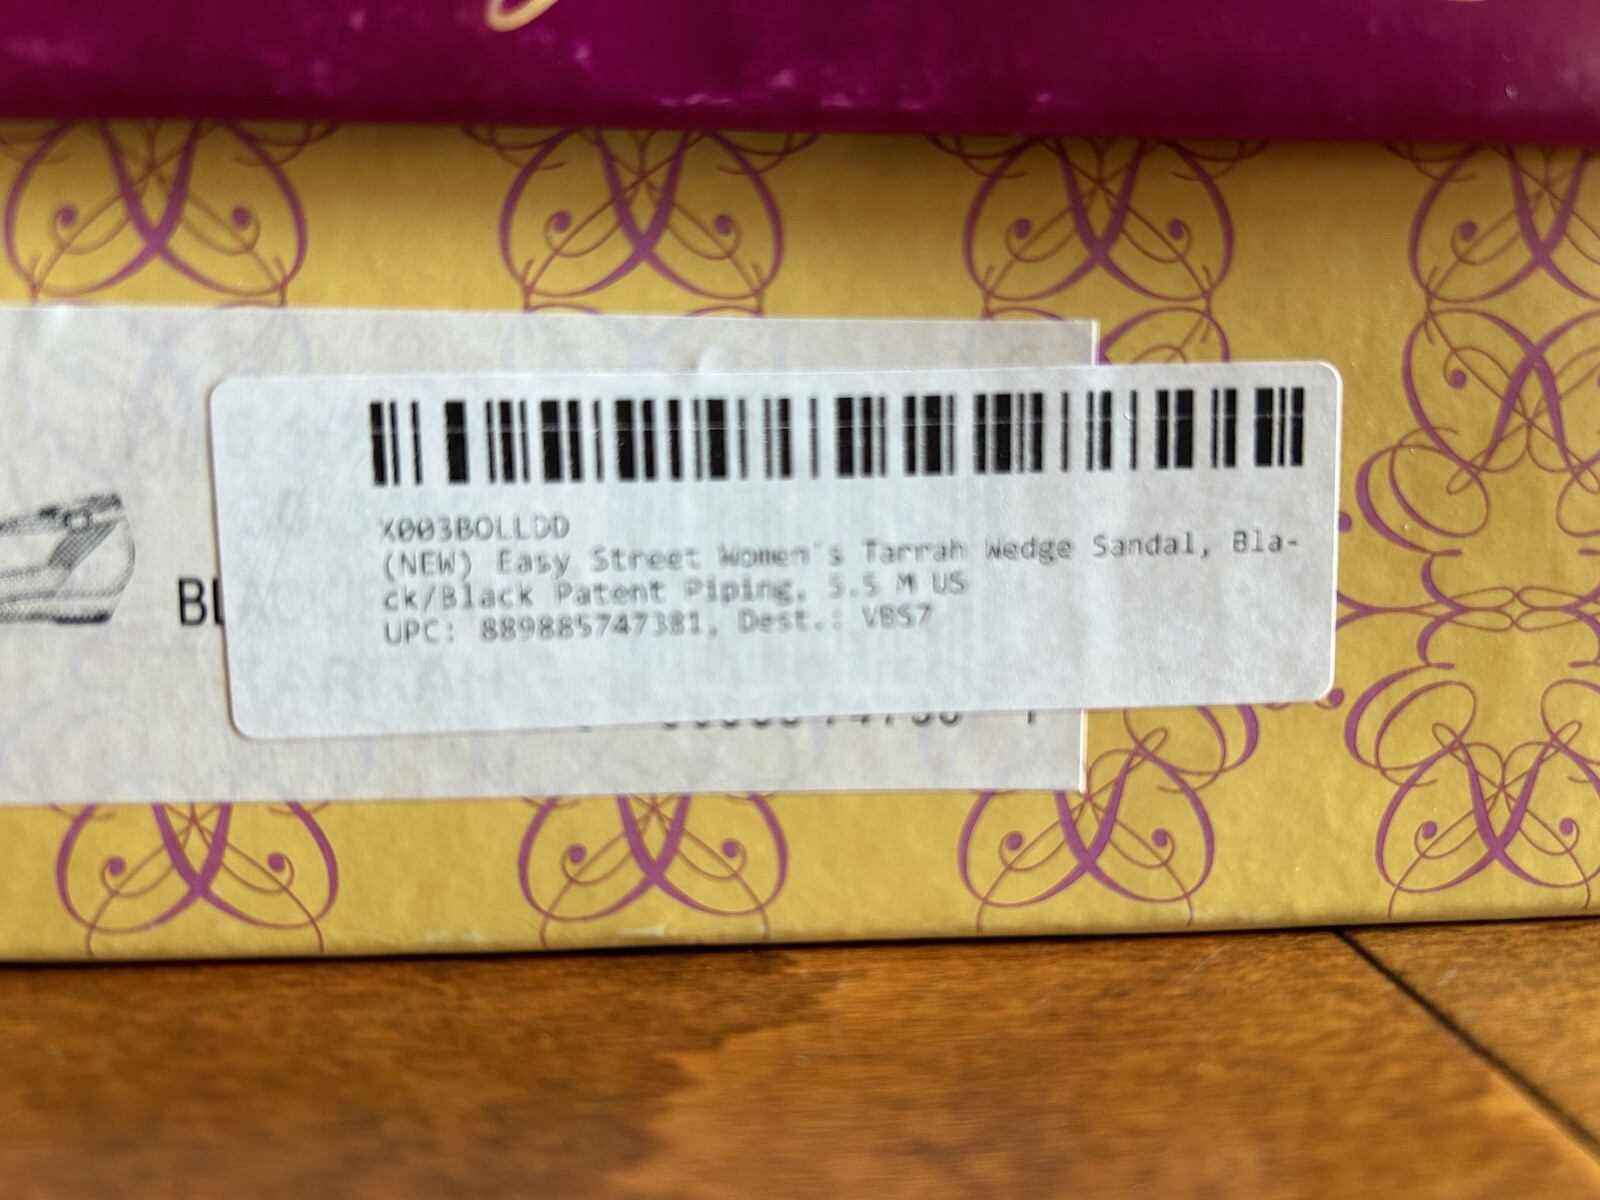 X003BOLLDD
(NEW) Easy Street Women's Tarrah Wedge Sandal, Bla-
ck/Black Patent Piping, 5.5 M US
UPC: 889885747381, Dest.: VBS7
BL